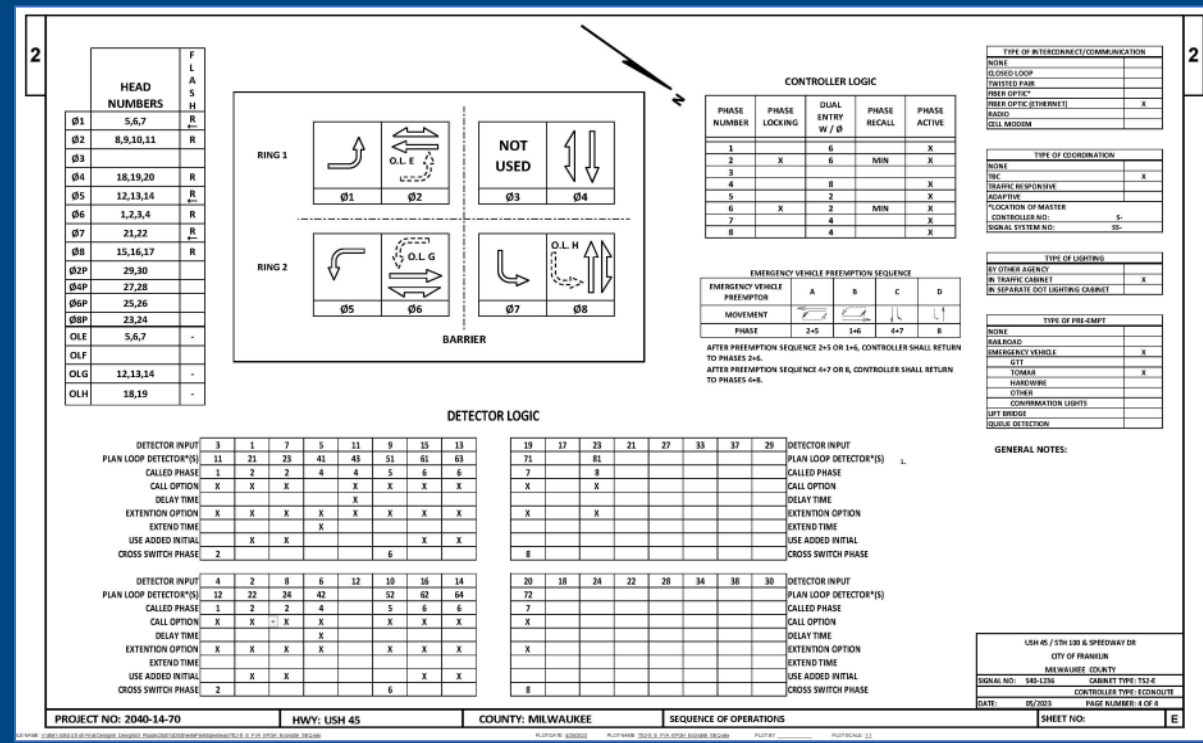 2
2
HEAD NUMBERS FLASH
Ø1 5,6,7 R
Ø2 8,9,10,11 R
Ø3
Ø4 18,19,20 R
Ø5 12,13,14 R
Ø6 1,2,3,4 R
Ø7 21,22 R
Ø8 15,16,17 R
Ø2P 29,30
Ø4P 27,28
Ø6P 25,26
Ø8P 23,24
OLE 5,6,7 -
OLF
OLG 12,13,14 -
OLH 18,19 -
N
RING 1
O.L. E
NOT USED
Ø1 Ø2 Ø3 Ø4
RING 2
O.L. G
O.L. H
Ø5 Ø6 Ø7 Ø8
BARRIER
CONTROLLER LOGIC
PHASE NUMBER PHASE LOCKING DUAL ENTRY W / Ø PHASE RECALL PHASE ACTIVE
1 6 X
2 X 6 MIN X
3
4 8 X
5 2 X
6 X 2 MIN X
7 4 X
8 4 X
EMERGENCY VEHICLE PREEMPTION SEQUENCE
EMERGENCY VEHICLE PREEMPTOR A B C D
MOVEMENT
PHASE 2+5 1+6 4+7 8
AFTER PREEMPTION SEQUENCE 2+5 OR 1+6, CONTROLLER SHALL RETURN
TO PHASES 2+6.
AFTER PREEMPTION SEQUENCE 4+7 OR 8, CONTROLLER SHALL RETURN
TO PHASES 4+8.
TYPE OF INTERCONNECT/COMMUNICATION
NONE
CLOSED LOOP
TWISTED PAIR
FIBER OPTIC*
FIBER OPTIC (ETHERNET) X
RADIO
CELL MODEM
TYPE OF COORDINATION
NONE
TBC X
TRAFFIC RESPONSIVE
ADAPTIVE
*LOCATION OF MASTER
CONTROLLER NO: S-
SIGNAL SYSTEM NO: SS-
TYPE OF LIGHTING
BY OTHER AGENCY
IN TRAFFIC CABINET X
IN SEPARATE DOT LIGHTING CABINET
TYPE OF PRE-EMPT
NONE
RAILROAD
EMERGENCY VEHICLE X
GTT
TOMAR X
HARDWIRE
OTHER
CONFIRMATION LIGHTS
LIFT BRIDGE
QUEUE DETECTION
GENERAL NOTES:
1.
DETECTOR LOGIC
DETECTOR INPUT 3 1 7 5 11 9 15 13
PLAN LOOP DETECTOR*(S) 11 21 23 41 43 51 61 63
CALLED PHASE 1 2 2 4 4 5 6 6
CALL OPTION X X X X X X X
DELAY TIME X
EXTENTION OPTION X X X X X X X X
EXTEND TIME X
USE ADDED INITIAL X X X X
CROSS SWITCH PHASE 2 6
19 17 23 21 27 33 37 29 DETECTOR INPUT
71 81 PLAN LOOP DETECTOR*(S)
7 8 CALLED PHASE
X X CALL OPTION
DELAY TIME
X X EXTENTION OPTION
EXTEND TIME
USE ADDED INITIAL
8 CROSS SWITCH PHASE
DETECTOR INPUT 4 2 8 6 12 10 16 14
PLAN LOOP DETECTOR*(S) 12 22 24 42 52 62 64
CALLED PHASE 1 2 2 4 5 6 6
CALL OPTION X X X X X X X
DELAY TIME X
EXTENTION OPTION X X X X X X X
EXTEND TIME
USE ADDED INITIAL X X X X
CROSS SWITCH PHASE 2 6
20 18 24 22 28 34 38 30 DETECTOR INPUT
72 PLAN LOOP DETECTOR*(S)
7 CALLED PHASE
X CALL OPTION
DELAY TIME
X EXTENTION OPTION
EXTEND TIME
USE ADDED INITIAL
8 CROSS SWITCH PHASE
USH 45 / STH 100 & SPEEDWAY DR
CITY OF FRANKLIN
MILWAUKEE COUNTY
SIGNAL NO: S40-1236 CABINET TYPE: TS2-E
CONTROLLER TYPE: ECONOLITE
DATE: 05/2023 PAGE NUMBER: 4 OF 4
PROJECT NO: 2040-14-70 HWY: USH 45 COUNTY: MILWAUKEE SEQUENCE OF OPERATIONS SHEET NO: E
PLOT BY: PLOT SCALE: 1:1